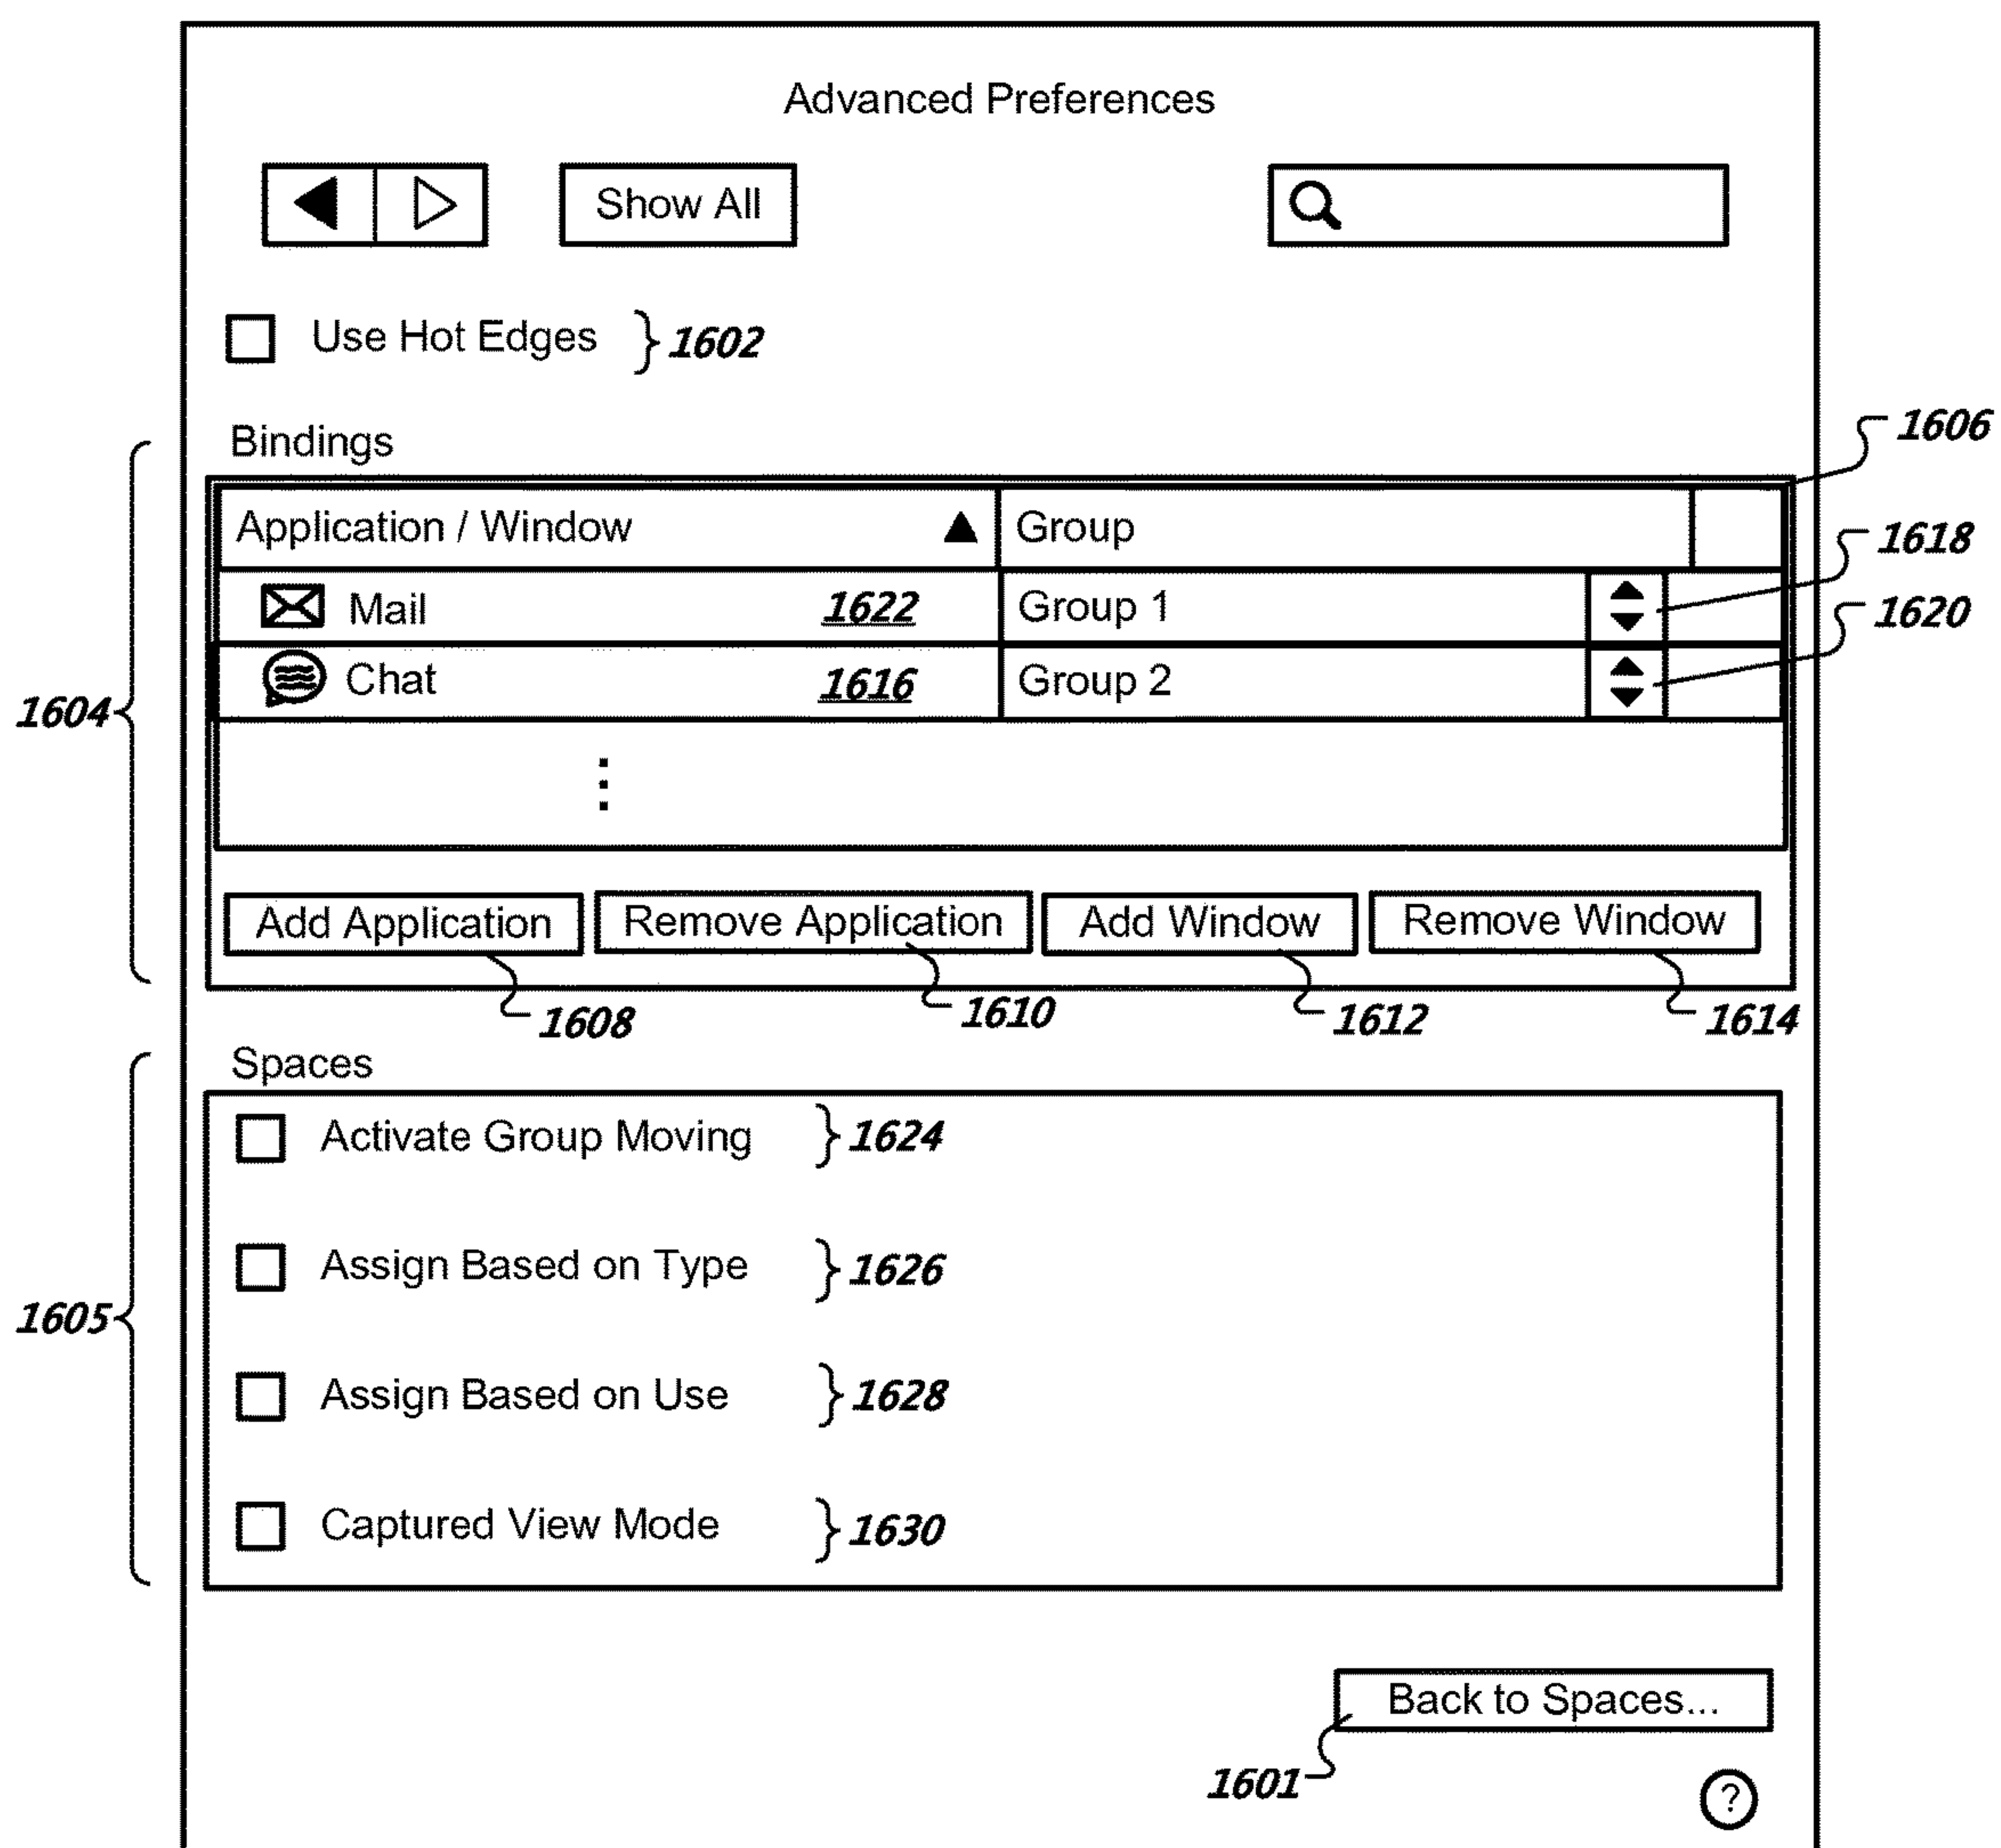 Advanced Preferences
Show All
Use Hot Edges 1602
Bindings
1606
Application / Window Group
1618
Mail 1622 Group 1
1620
Chat 1616 Group 2
1604
Add Application Remove Application Add Window Remove Window
1608 1610 1612 1614
Spaces
Activate Group Moving 1624
Assign Based on Type 1626
1605
Assign Based on Use 1628
Captured View Mode 1630
Back to Spaces...
1601
?